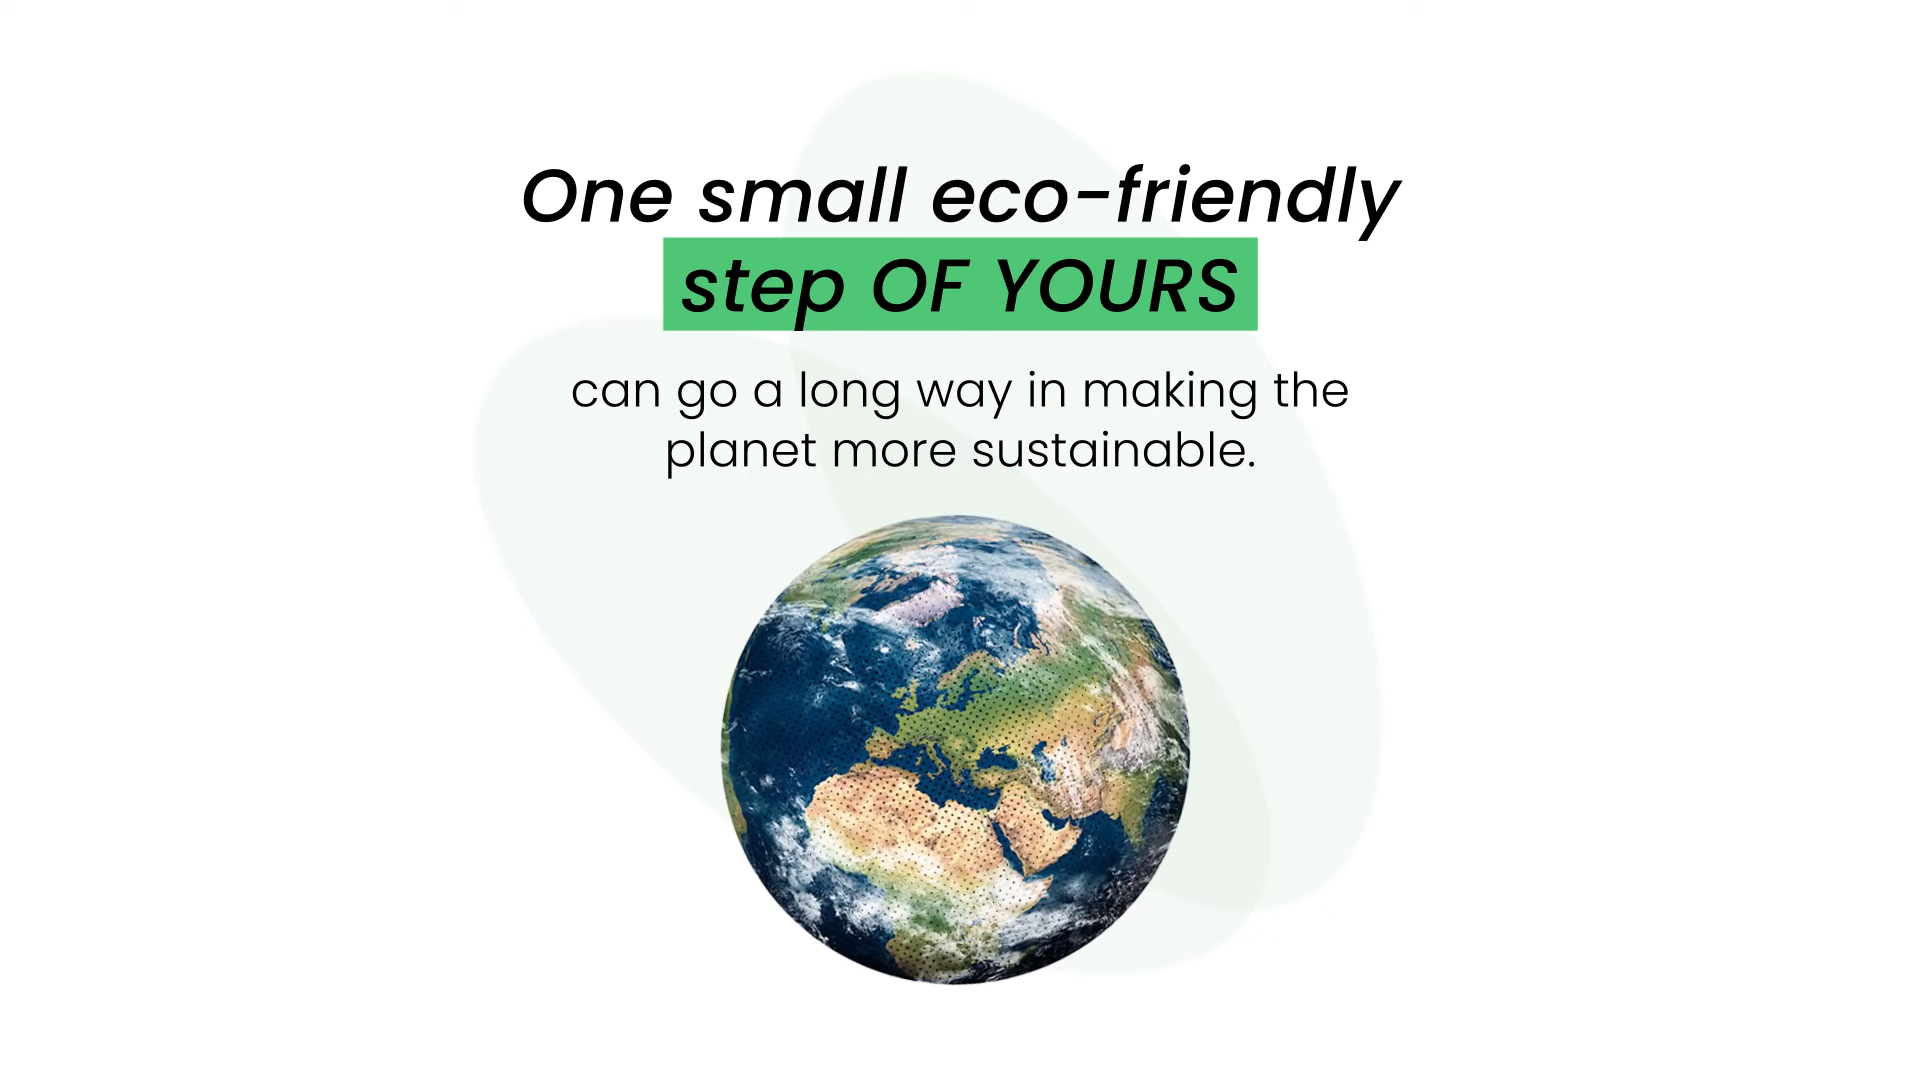 One small eco-friendly
step OF YOURS
can go a long way in making the
planet more sustainable.